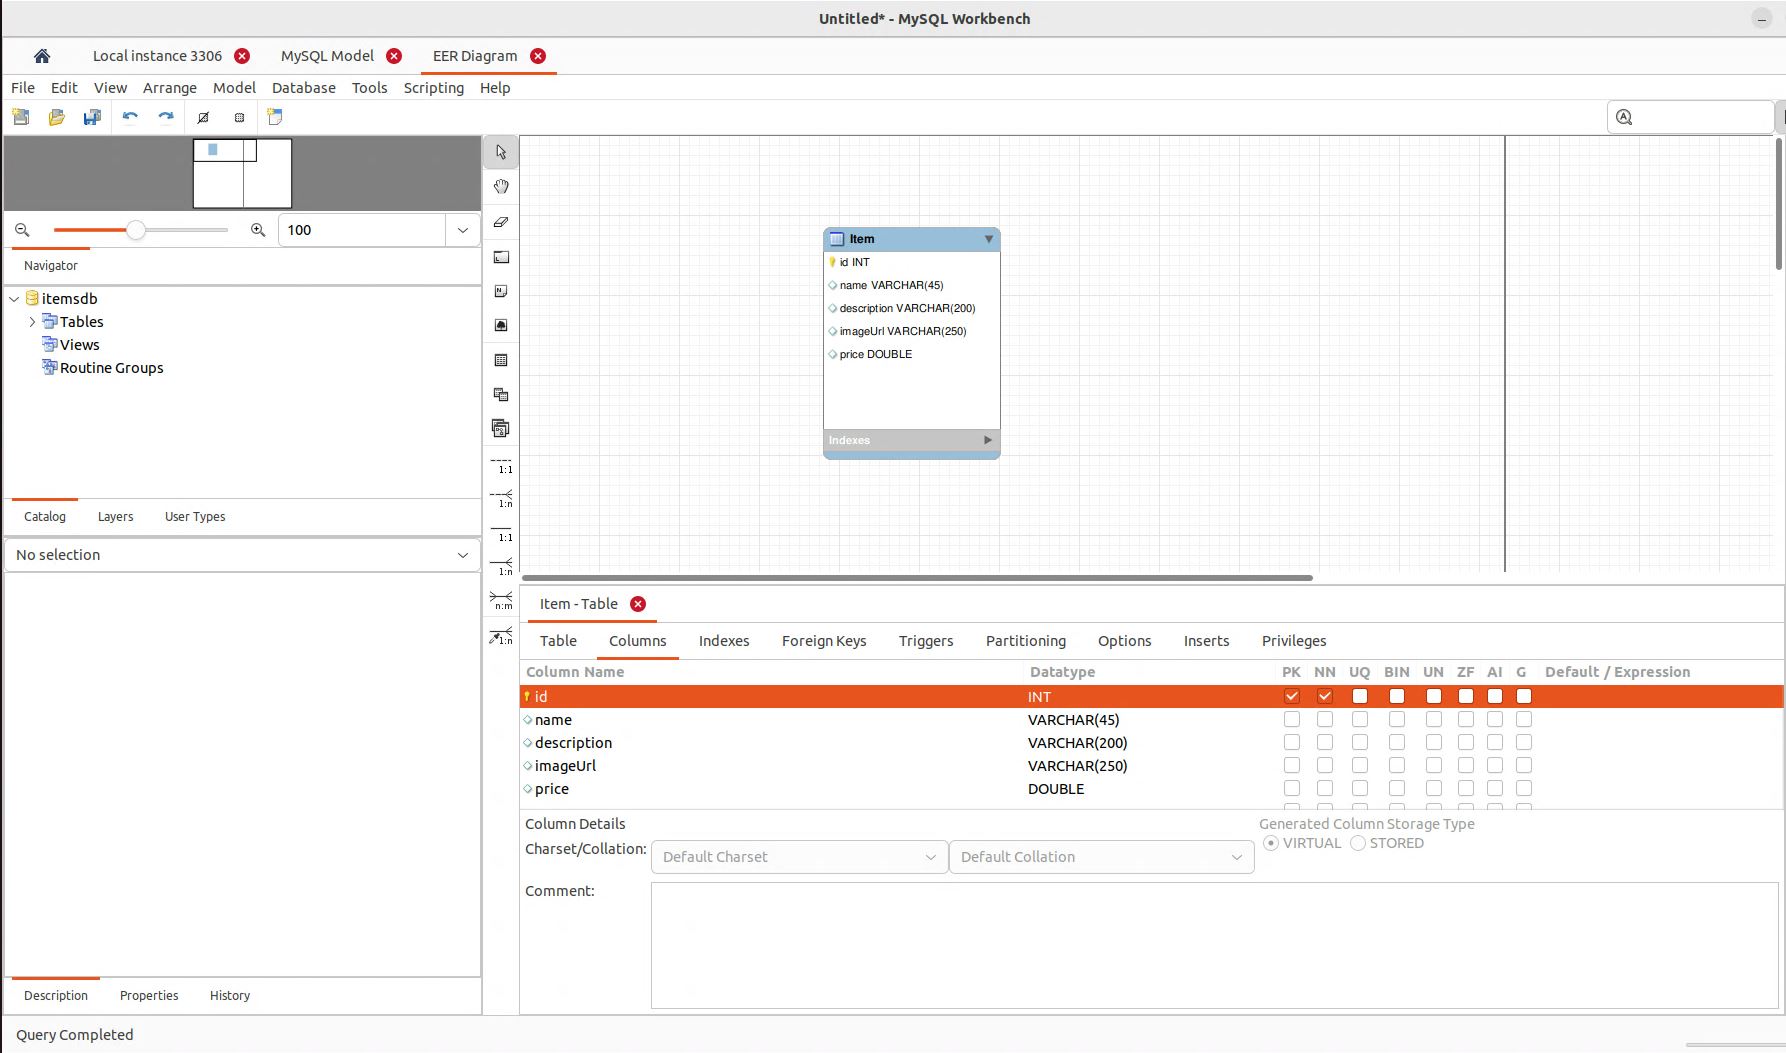 Untitled* - MySQL Workbench
Local instance 3306 MySQL Model EER Diagram
File Edit View Arrange Model Database Tools Scripting Help
100
Navigator
itemsdb
Tables
Views
Routine Groups
Catalog Layers User Types
No selection
Description Properties History
1:1
1:n
1:1
1:n
n:m
1:n
Item
id INT
name VARCHAR(45)
description VARCHAR(200)
imageUrl VARCHAR(250)
price DOUBLE
Indexes
Item - Table
Table Columns Indexes Foreign Keys Triggers Partitioning Options Inserts Privileges
Column Name Datatype PK NN UQ BIN UN ZF AI G Default / Expression
id INT
name VARCHAR(45)
description VARCHAR(200)
imageUrl VARCHAR(250)
price DOUBLE
Column Details Generated Column Storage Type
Charset/Collation: Default Charset Default Collation VIRTUAL STORED
Comment:
Query Completed